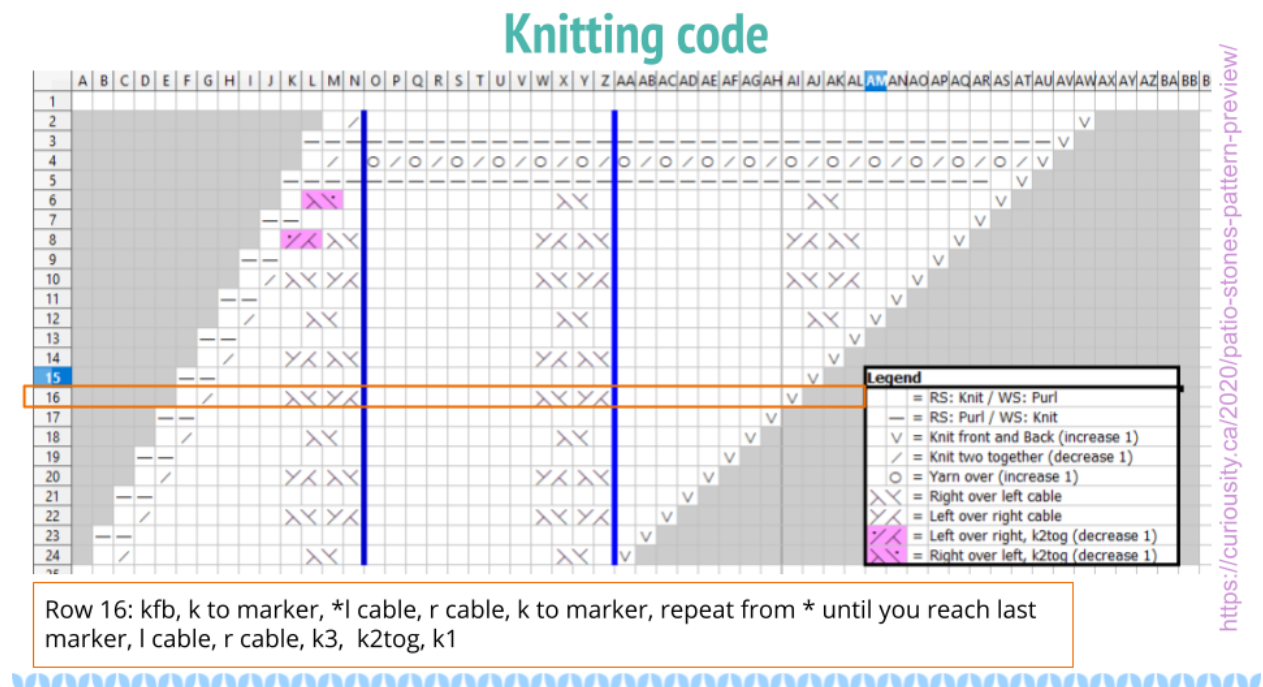 Knitting code
A B C D E F G H I J K L M N O P Q R S T U V W X Y Z AA AB AC AD AE AF AG AH AI AJ AK AL AM AN AO AP AQ AR AS AT AU AV AW AX AY AZ BA BB B
1
2
3
4
5
6
7
8
9
10
11
12
13
14
15
16
17
18
19
20
21
22
23
24
25
Legend
= RS: Knit / WS: Purl
— = RS: Purl / WS: Knit
V = Knit front and Back (increase 1)
/ = Knit two together (decrease 1)
O = Yarn over (increase 1)
= Right over left cable
= Left over right cable
= Left over right, k2tog (decrease 1)
= Right over left, k2tog (decrease 1)
Row 16: kfb, k to marker, *l cable, r cable, k to marker, repeat from * until you reach last
marker, l cable, r cable, k3, k2tog, k1
https://curiousity.ca/2020/patio-stones-pattern-preview/